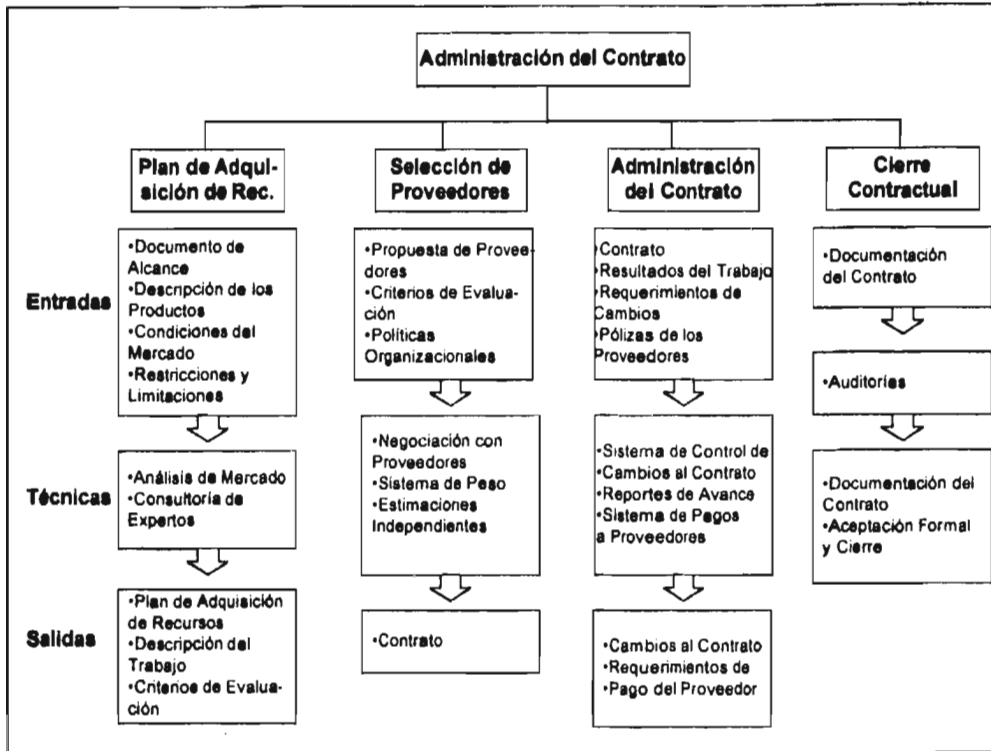 Administración del Contrato
Plan de Adqui-
sición de Rec.
Selección de
Proveedores
Administración
del Contrato
Cierre
Contractual
Entradas
•Documento de
Alcance
•Descripción de los
Productos
•Condiciones del
Mercado
•Restricciones y
Limitaciones
•Propuesta de Provee-
dores
•Criterios de Evalua-
ción
•Políticas
Organizacionales
•Contrato
•Resultados del Trabajo
•Requerimientos de
Cambios
•Pólizas de los
Proveedores
•Documentación
del Contrato
Técnicas
•Análisis de Mercado
•Consultoría de
Expertos
•Negociación con
Proveedores
•Sistema de Peso
•Estimaciones
Independientes
•Sistema de Control de
•Cambios al Contrato
•Reportes de Avance
•Sistema de Pagos
a Proveedores
•Auditorías
Salidas
•Plan de Adquisición
de Recursos
•Descripción del
Trabajo
•Criterios de Evalua-
ción
•Contrato
•Cambios al Contrato
•Requerimientos de
•Pago del Proveedor
•Documentación del
Contrato
•Aceptación Formal
y Cierre